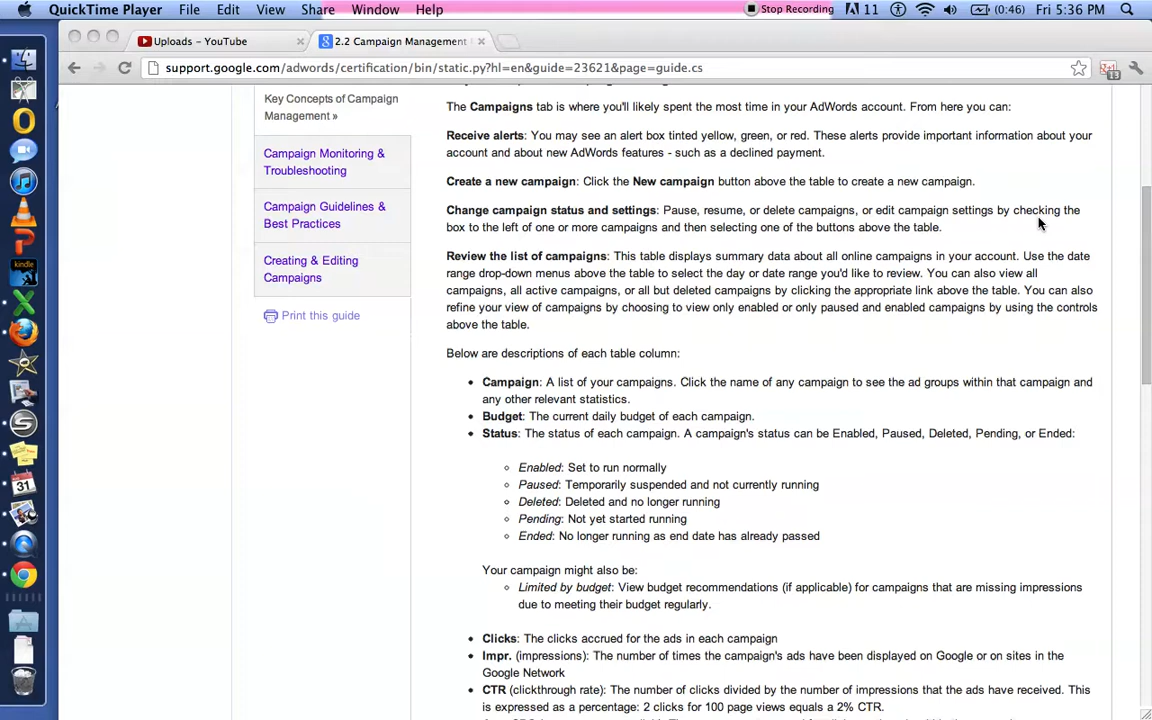 QuickTime Player File Edit View Share Window Help Stop Recording 11 (0:46) Fri 5:36 PM
Uploads - YouTube 2.2 Campaign Management
support.google.com/adwords/certification/bin/static.py?hl=en&guide=23621&page=guide.cs
13
Key Concepts of Campaign
Management »
Campaign Monitoring &
Troubleshooting
Campaign Guidelines &
Best Practices
Creating & Editing
Campaigns
Print this guide
The Campaigns tab is where you'll likely spent the most time in your AdWords account. From here you can:
Receive alerts: You may see an alert box tinted yellow, green, or red. These alerts provide important information about your
account and about new AdWords features - such as a declined payment.
Create a new campaign: Click the New campaign button above the table to create a new campaign.
Change campaign status and settings: Pause, resume, or delete campaigns, or edit campaign settings by checking the
box to the left of one or more campaigns and then selecting one of the buttons above the table.
Review the list of campaigns: This table displays summary data about all online campaigns in your account. Use the date
range drop-down menus above the table to select the day or date range you'd like to review. You can also view all
campaigns, all active campaigns, or all but deleted campaigns by clicking the appropriate link above the table. You can also
refine your view of campaigns by choosing to view only enabled or only paused and enabled campaigns by using the controls
above the table.
Below are descriptions of each table column:
• Campaign: A list of your campaigns. Click the name of any campaign to see the ad groups within that campaign and
any other relevant statistics.
• Budget: The current daily budget of each campaign.
• Status: The status of each campaign. A campaign's status can be Enabled, Paused, Deleted, Pending, or Ended:
◦ Enabled: Set to run normally
◦ Paused: Temporarily suspended and not currently running
◦ Deleted: Deleted and no longer running
◦ Pending: Not yet started running
◦ Ended: No longer running as end date has already passed
Your campaign might also be:
◦ Limited by budget: View budget recommendations (if applicable) for campaigns that are missing impressions
due to meeting their budget regularly.
• Clicks: The clicks accrued for the ads in each campaign
• Impr. (impressions): The number of times the campaign's ads have been displayed on Google or on sites in the
Google Network
• CTR (clickthrough rate): The number of clicks divided by the number of impressions that the ads have received. This
is expressed as a percentage: 2 clicks for 100 page views equals a 2% CTR.
kindle
31